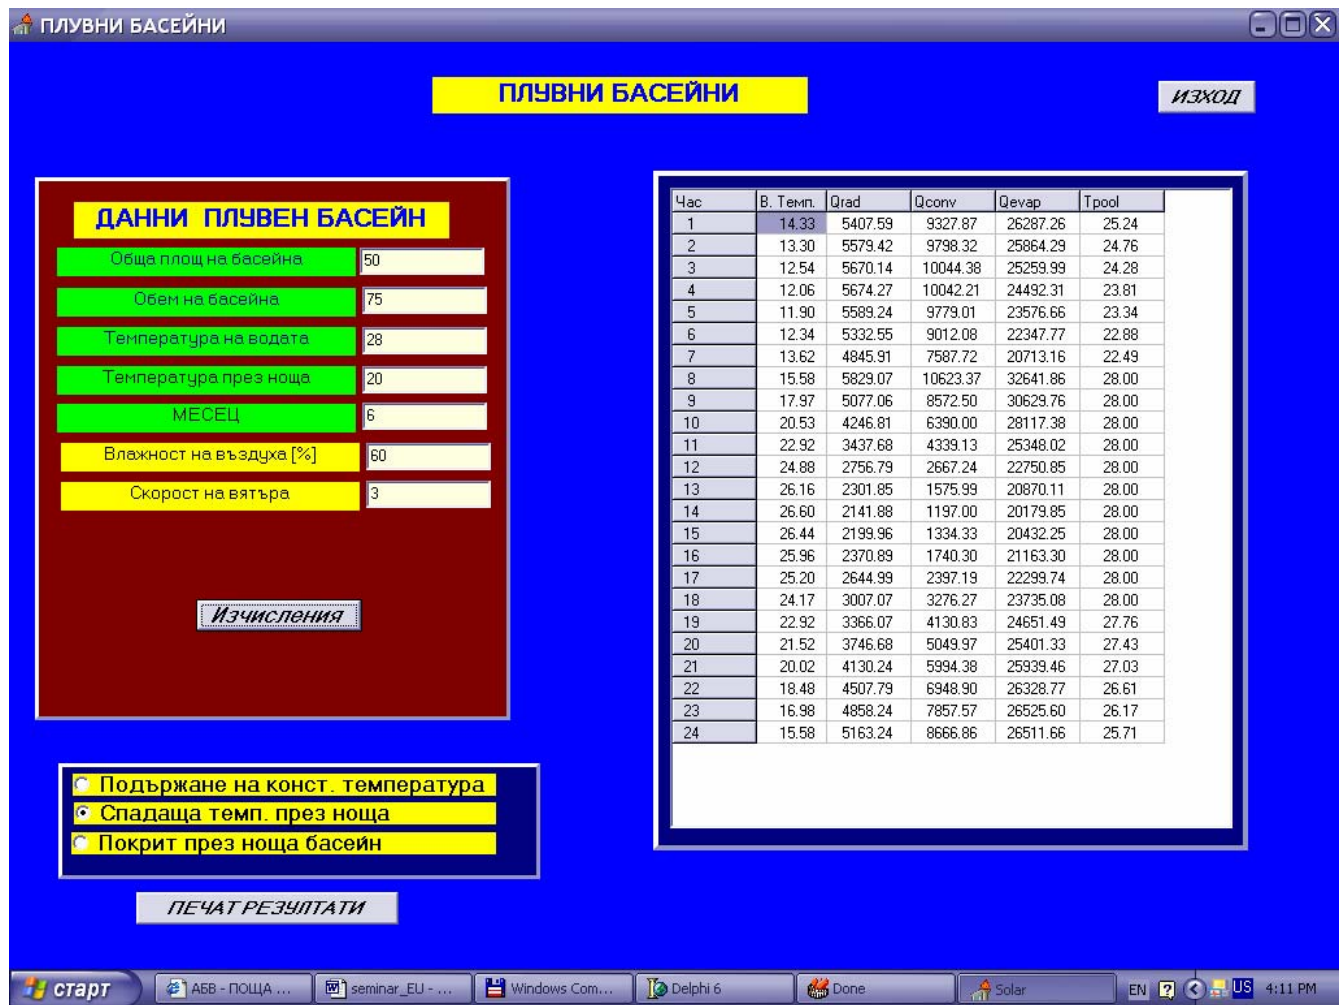 ПЛУВНИ БАСЕЙНИ
ПЛУВНИ БАСЕЙНИ
ИЗХОД
ДАННИ ПЛУВЕН БАСЕЙН
Обща площ на басейна 50
Обем на басейна 75
Температура на водата 28
Температура през ноща 20
МЕСЕЦ 6
Влажност на въздуха [%] 60
Скорост на вятъра 3
Изчисления
Подържане на конст. температура
Спадаща темп. през ноща
Покрит през ноща басейн
ПЕЧАТ РЕЗУЛТАТИ
Час В. Темп. Qrad Qconv Qevap Tpool
1 14.33 5407.59 9327.87 26287.26 25.24
2 13.30 5579.42 9798.32 25864.29 24.76
3 12.54 5670.14 10044.38 25259.99 24.28
4 12.06 5674.27 10042.21 24492.31 23.81
5 11.90 5589.24 9779.01 23576.66 23.34
6 12.34 5332.55 9012.08 22347.77 22.88
7 13.62 4845.91 7587.72 20713.16 22.49
8 15.58 5829.07 10623.37 32641.86 28.00
9 17.97 5077.06 8572.50 30629.76 28.00
10 20.53 4246.81 6390.00 28117.38 28.00
11 22.92 3437.68 4339.13 25348.02 28.00
12 24.88 2756.79 2667.24 22750.85 28.00
13 26.16 2301.85 1575.99 20870.11 28.00
14 26.60 2141.88 1197.00 20179.85 28.00
15 26.44 2199.96 1334.33 20432.25 28.00
16 25.96 2370.89 1740.30 21163.30 28.00
17 25.20 2644.99 2397.19 22299.74 28.00
18 24.17 3007.07 3276.27 23735.08 28.00
19 22.92 3366.07 4130.83 24651.49 27.76
20 21.52 3746.68 5049.97 25401.33 27.43
21 20.02 4130.24 5994.38 25939.46 27.03
22 18.48 4507.79 6948.90 26328.77 26.61
23 16.98 4858.24 7857.57 26525.60 26.17
24 15.58 5163.24 8666.86 26511.66 25.71
старт АБВ - ПОЩА ... seminar_EU - ... Windows Com... Delphi 6 Done Solar EN ? US 4:11 PM